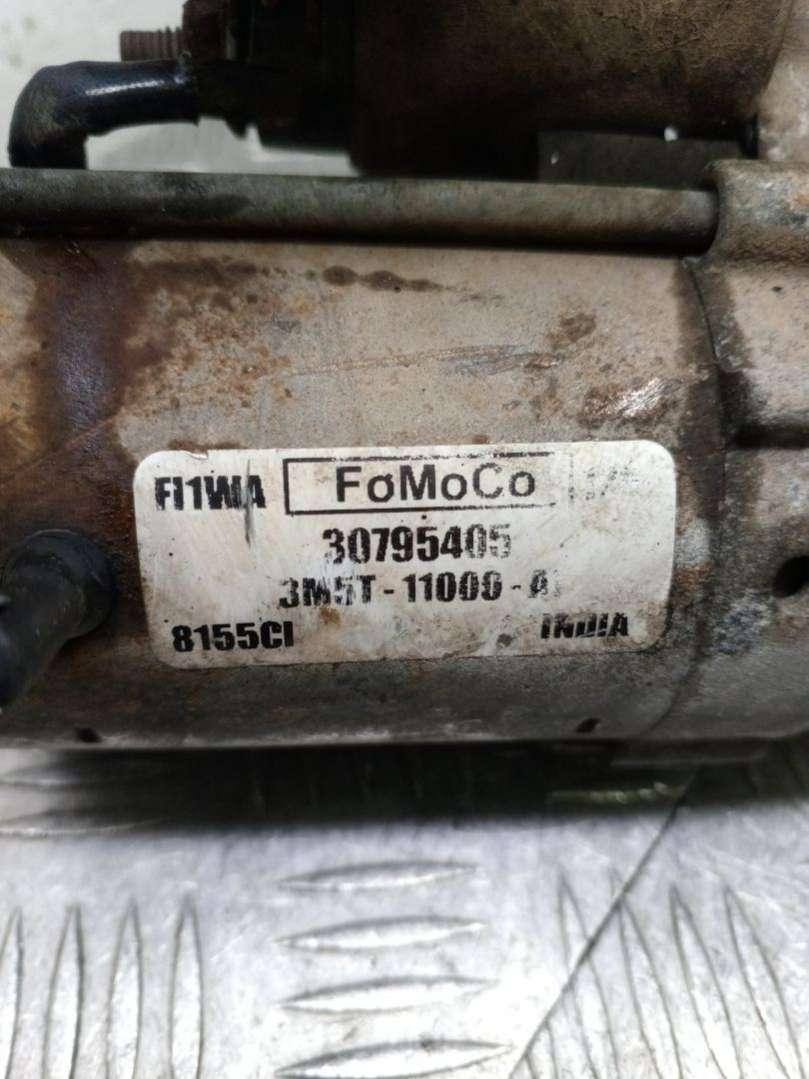 FI1WA FoMoCo
30795405
3M5T-11000-A
8155CI INDIA